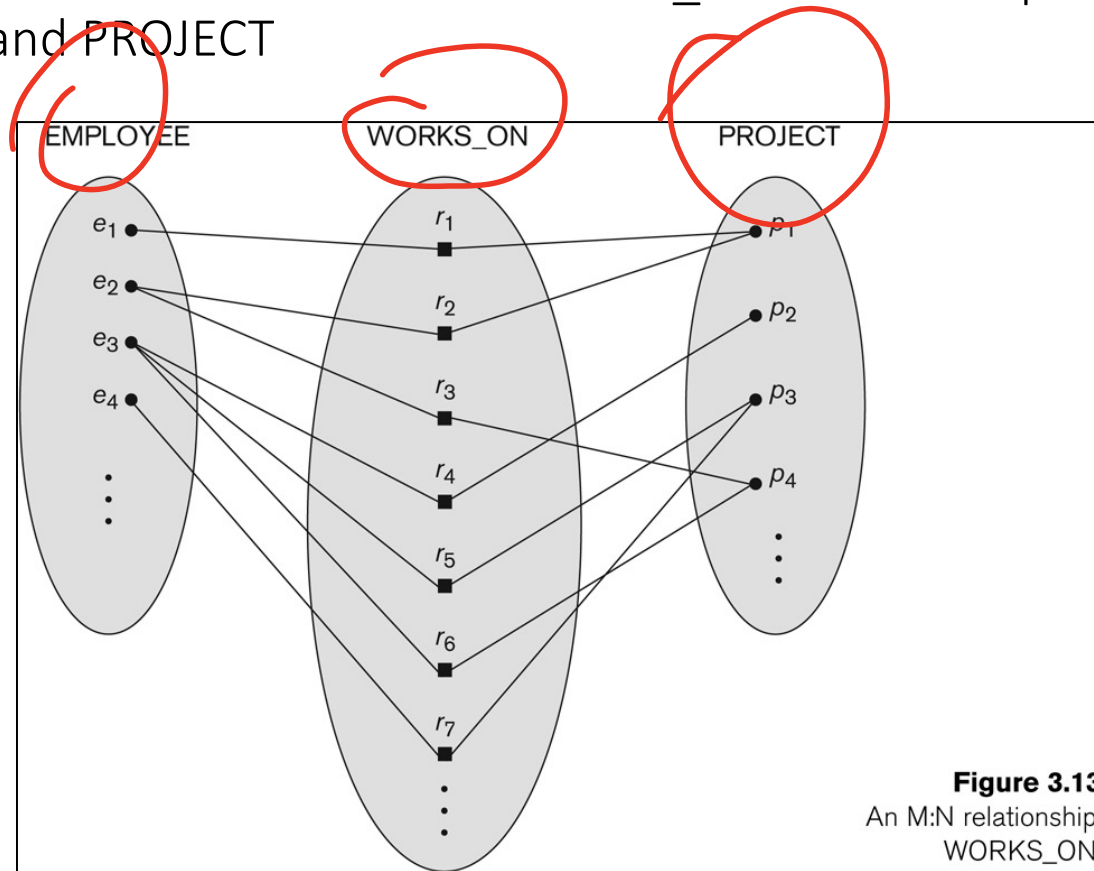 and PROJECT
EMPLOYEE WORKS_ON PROJECT
e1 r1 p1
e2 r2 p2
e3 r3 p3
e4 r4 p4
r5
r6
r7
Figure 3.13
An M:N relationship
WORKS_ON